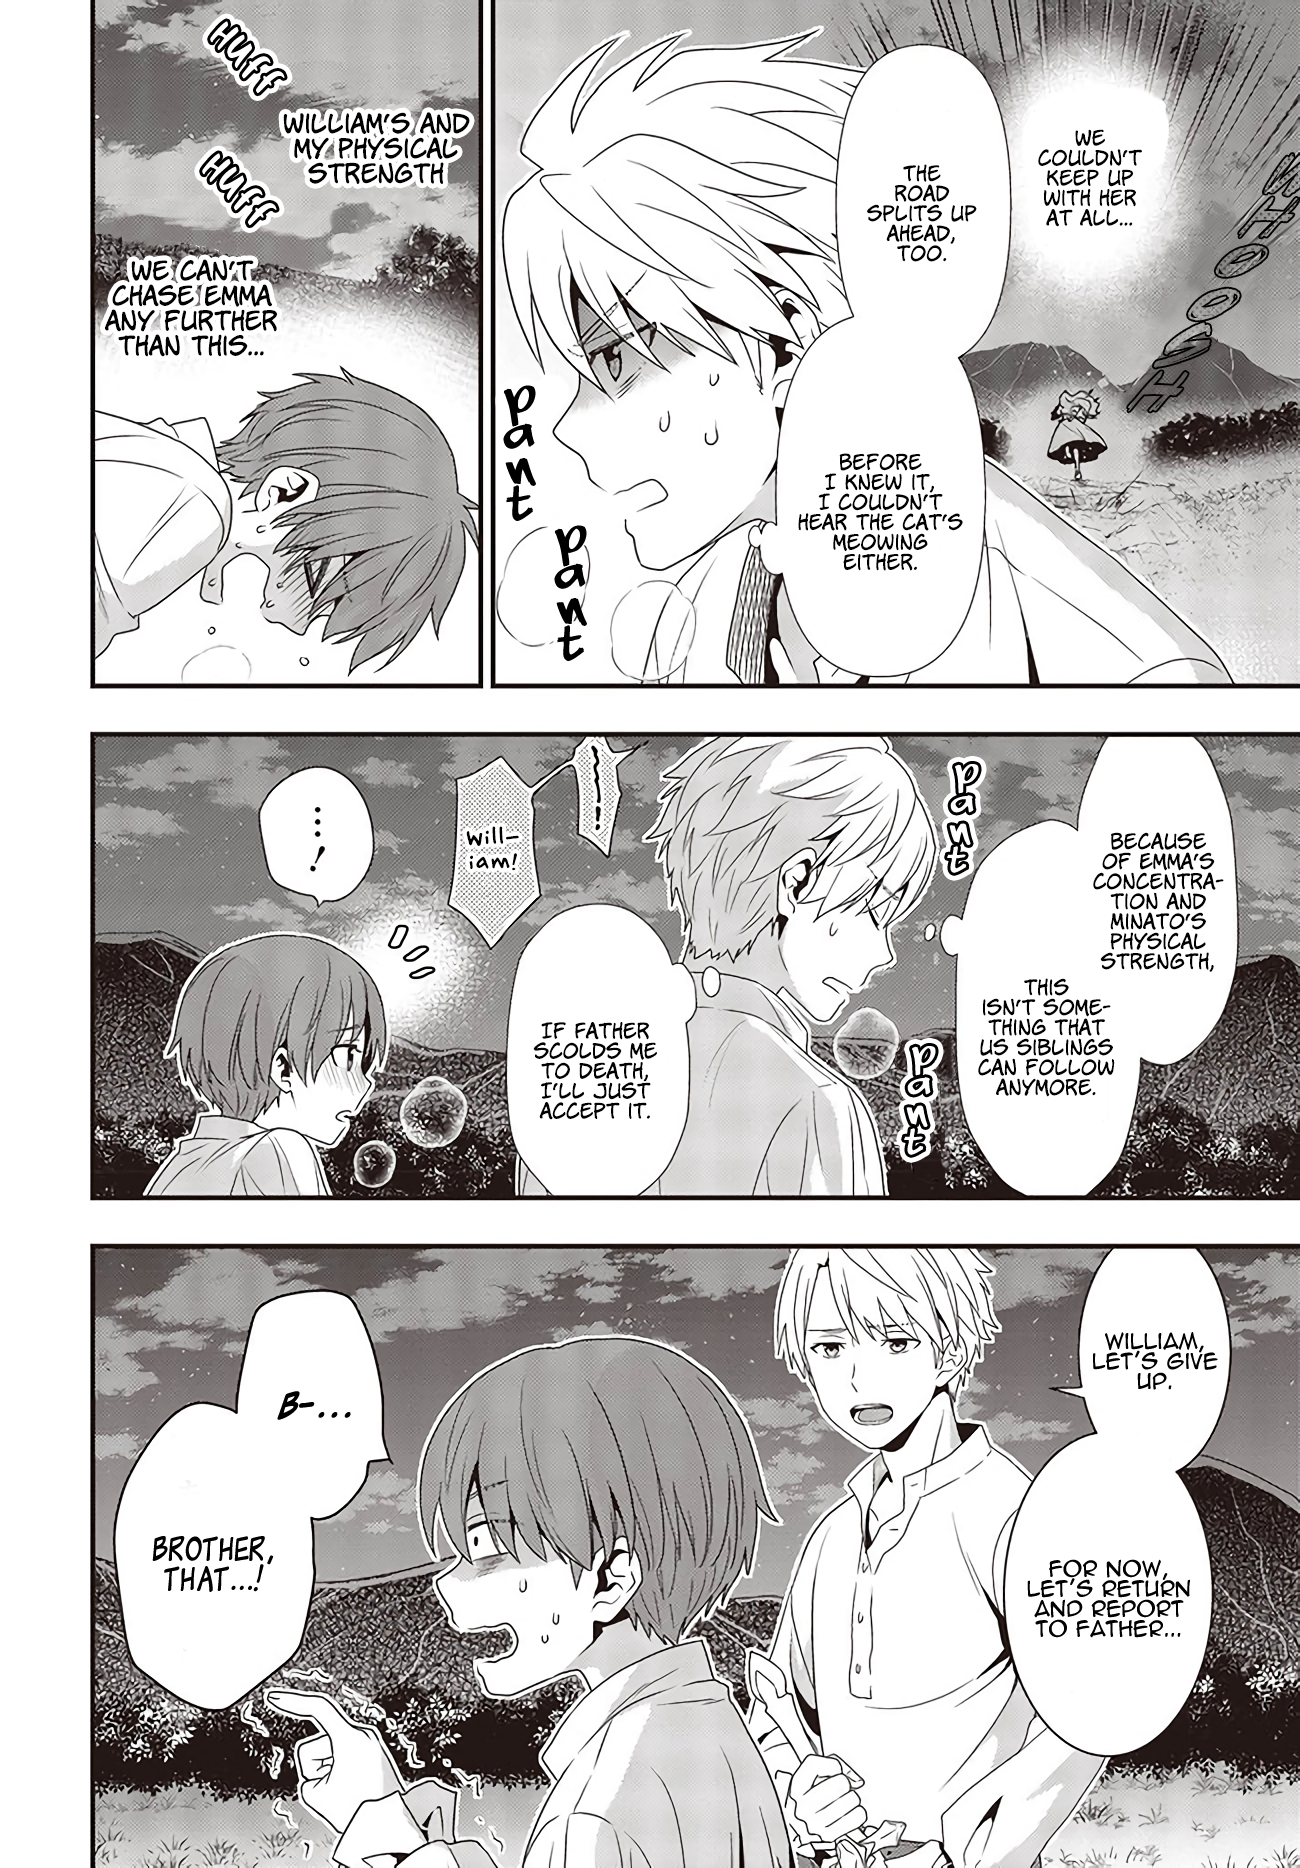 WE
COULDN'T
KEEP UP
WITH HER
AT ALL...
WHOOSH
THE
ROAD
SPLITS UP
AHEAD,
TOO.
BEFORE
I KNEW IT,
I COULDN'T
HEAR THE CAT'S
MEOWING
EITHER.
pant
pant
HUFF
WILLIAM'S AND
MY PHYSICAL
STRENGTH
HUFF
WE CAN'T
CHASE EMMA
ANY FURTHER
THAN THIS...
BECAUSE
OF EMMA'S
CONCENTRA-
TION AND
MINATO'S
PHYSICAL
STRENGTH,
THIS
ISN'T SOME-
THING THAT
US SIBLINGS
CAN FOLLOW
ANYMORE.
pant
pant
IF FATHER
SCOLDS ME
TO DEATH,
I'LL JUST
ACCEPT IT.
~~!
Will-
iam!
...!
WILLIAM,
LET'S GIVE
UP.
FOR NOW,
LET'S RETURN
AND REPORT
TO FATHER...
B-...
BROTHER,
THAT...!